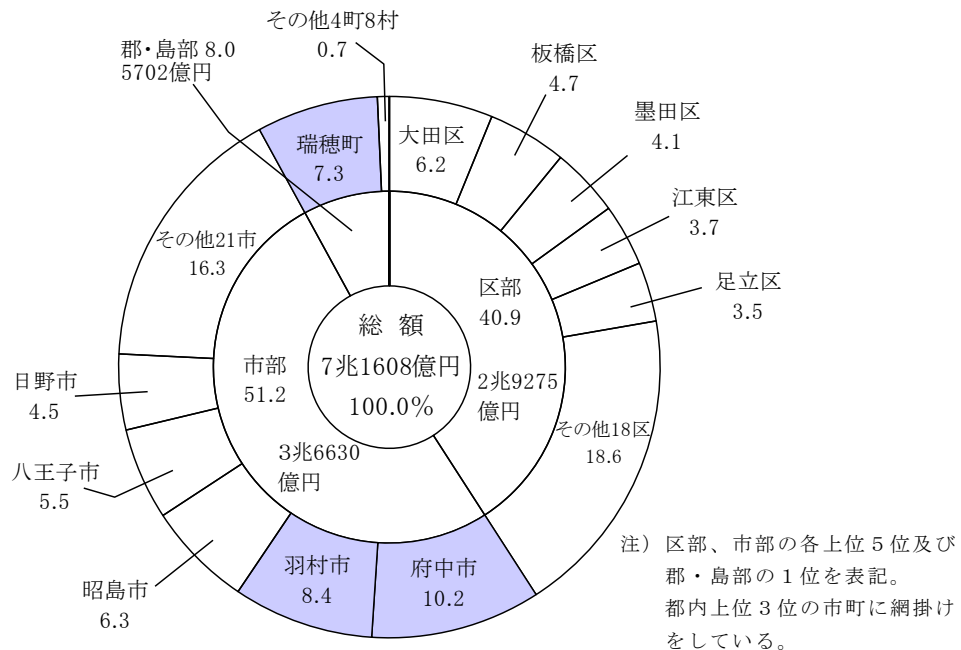 その他4町8村
0.7
郡・島部 8.0
5702億円
板橋区
4.7
墨田区
4.1
瑞穂町
7.3
大田区
6.2
江東区
3.7
その他21市
16.3
足立区
3.5
区部
40.9
総 額
7兆1608億円
100.0％
市部
51.2
2兆9275
億円
日野市
4.5
その他18区
18.6
3兆6630
億円
八王子市
5.5
羽村市
8.4
府中市
10.2
昭島市
6.3
注）区部、市部の各上位５位及び
郡・島部の１位を表記。
都内上位３位の市町に網掛け
をしている。